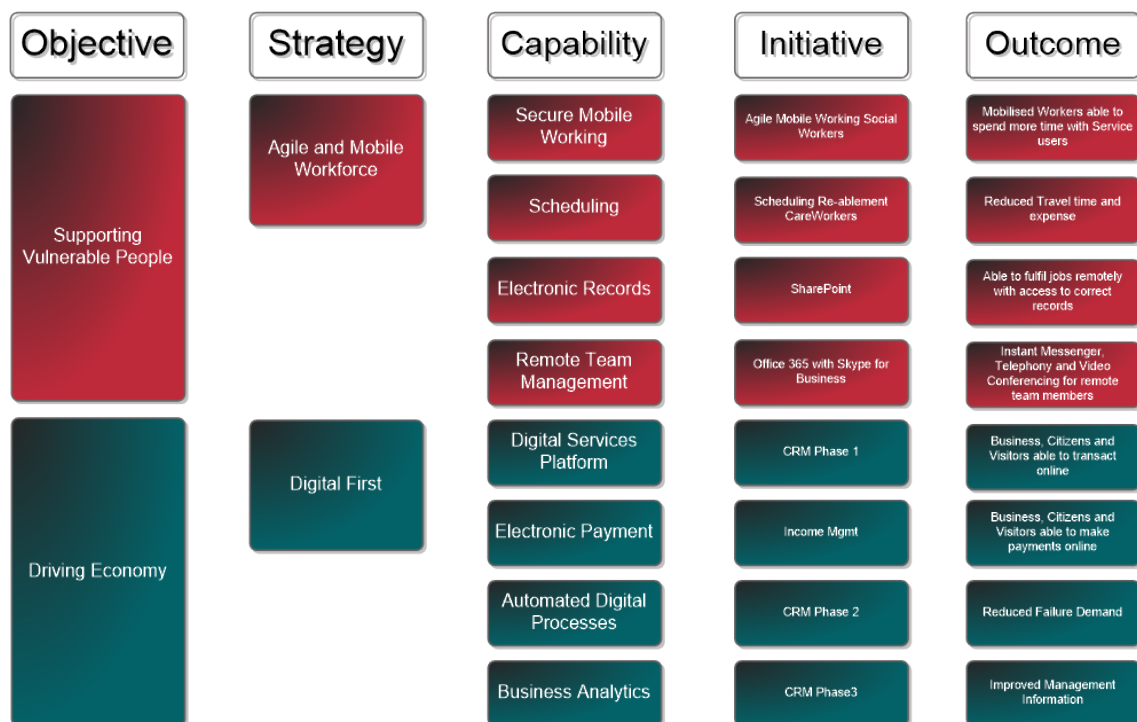 Objective
Strategy
Capability
Initiative
Outcome
Supporting
Vulnerable People
Agile and Mobile
Workforce
Secure Mobile
Working
Agile Mobile Working Social
Workers
Mobilised Workers able to
spend more time with Service
users
Scheduling
Scheduling Re-ablement
CareWorkers
Reduced Travel time and
expense
Electronic Records
SharePoint
Able to fulfil jobs remotely
with access to correct
records
Remote Team
Management
Office 365 with Skype for
Business
Instant Messenger,
Telephony and Video
Conferencing for remote
team members
Driving Economy
Digital First
Digital Services
Platform
CRM Phase 1
Business, Citizens and
Visitors able to transact
online
Electronic Payment
Income Mgmt
Business, Citizens and
Visitors able to make
payments online
Automated Digital
Processes
CRM Phase 2
Reduced Failure Demand
Business Analytics
CRM Phase3
Improved Management
Information